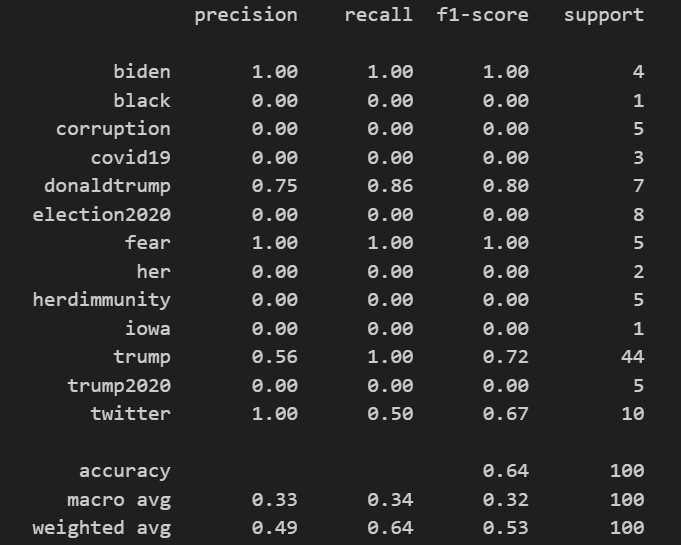 precision recall f1-score support
biden 1.00 1.00 1.00 4
black 0.00 0.00 0.00 1
corruption 0.00 0.00 0.00 5
covid19 0.00 0.00 0.00 3
donaldtrump 0.75 0.86 0.80 7
election2020 0.00 0.00 0.00 8
fear 1.00 1.00 1.00 5
her 0.00 0.00 0.00 2
herdimmunity 0.00 0.00 0.00 5
iowa 0.00 0.00 0.00 1
trump 0.56 1.00 0.72 44
trump2020 0.00 0.00 0.00 5
twitter 1.00 0.50 0.67 10
accuracy 0.64 100
macro avg 0.33 0.34 0.32 100
weighted avg 0.49 0.64 0.53 100